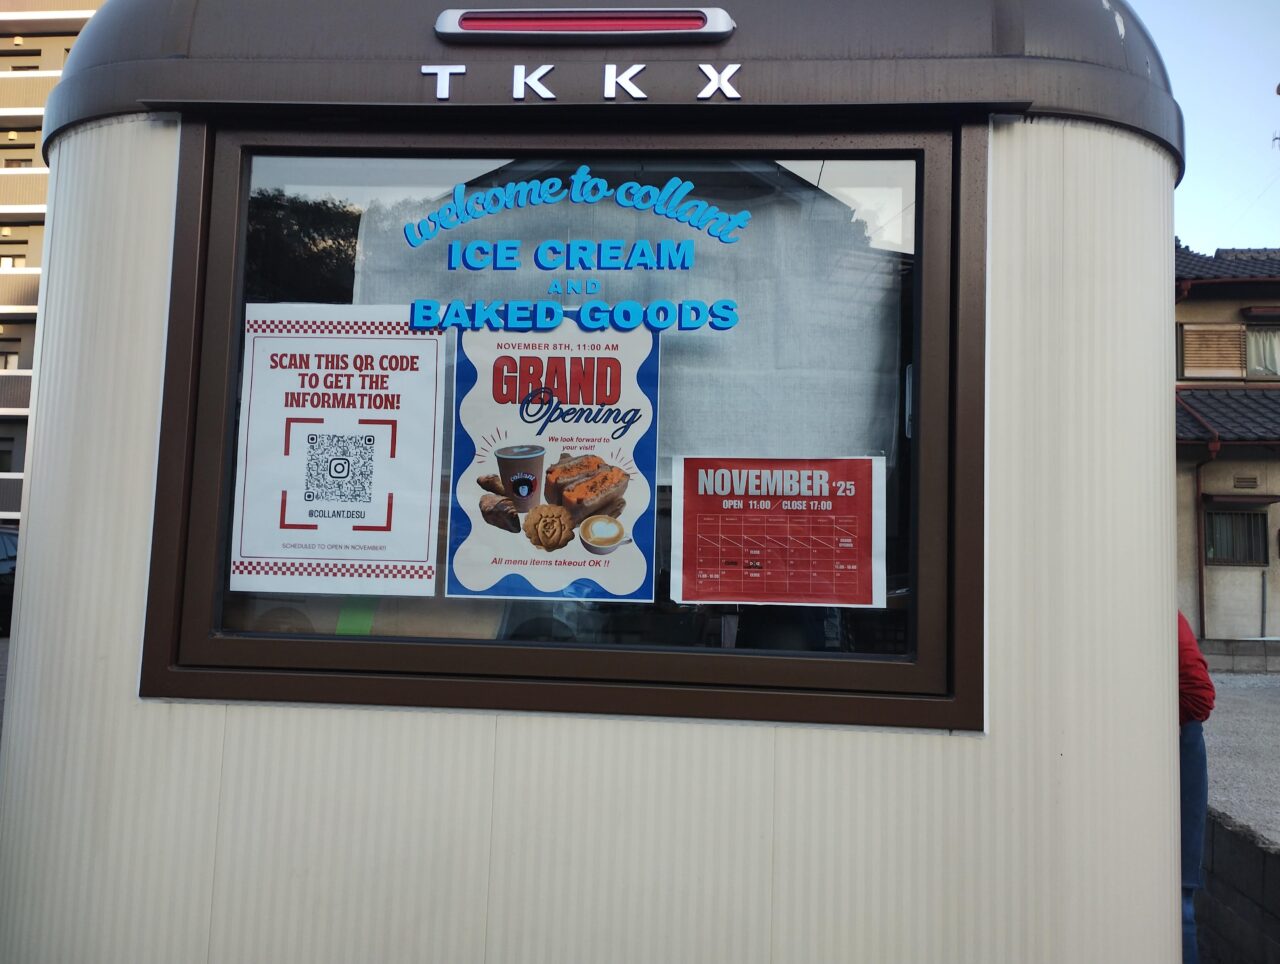 TKKX
welcome to collant
ICE CREAM
AND
BAKED GOODS
SCAN THIS QR CODE
TO GET THE
INFORMATION!
@COLLANT.DESU
SCHEDULED TO OPEN IN NOVEMBER!!
NOVEMBER 8TH, 11:00 AM
GRAND
Opening
We look forward to
your visit!
collant
All menu items takeout OK !!
NOVEMBER '25
OPEN 11:00 / CLOSE 17:00